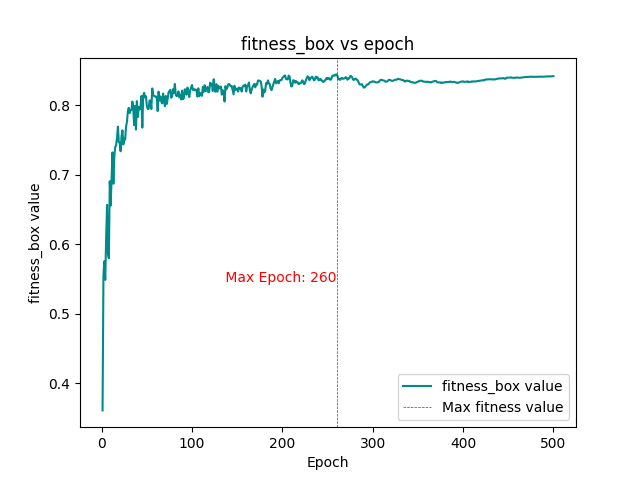 fitness_box vs epoch
fitness_box value
0.8
0.7
0.6
0.5
0.4
Max Epoch: 260
fitness_box value
Max fitness value
0
100
200
300
400
500
Epoch